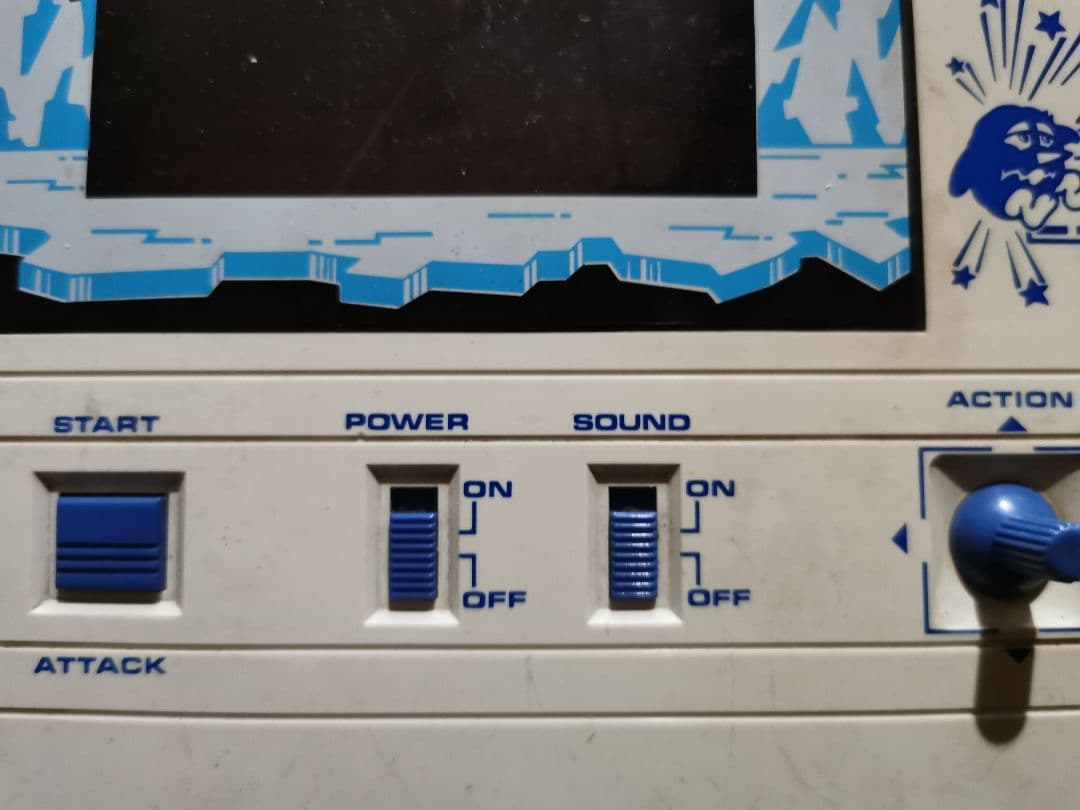 START POWER SOUND ACTION
ON ON
OFF OFF
ATTACK